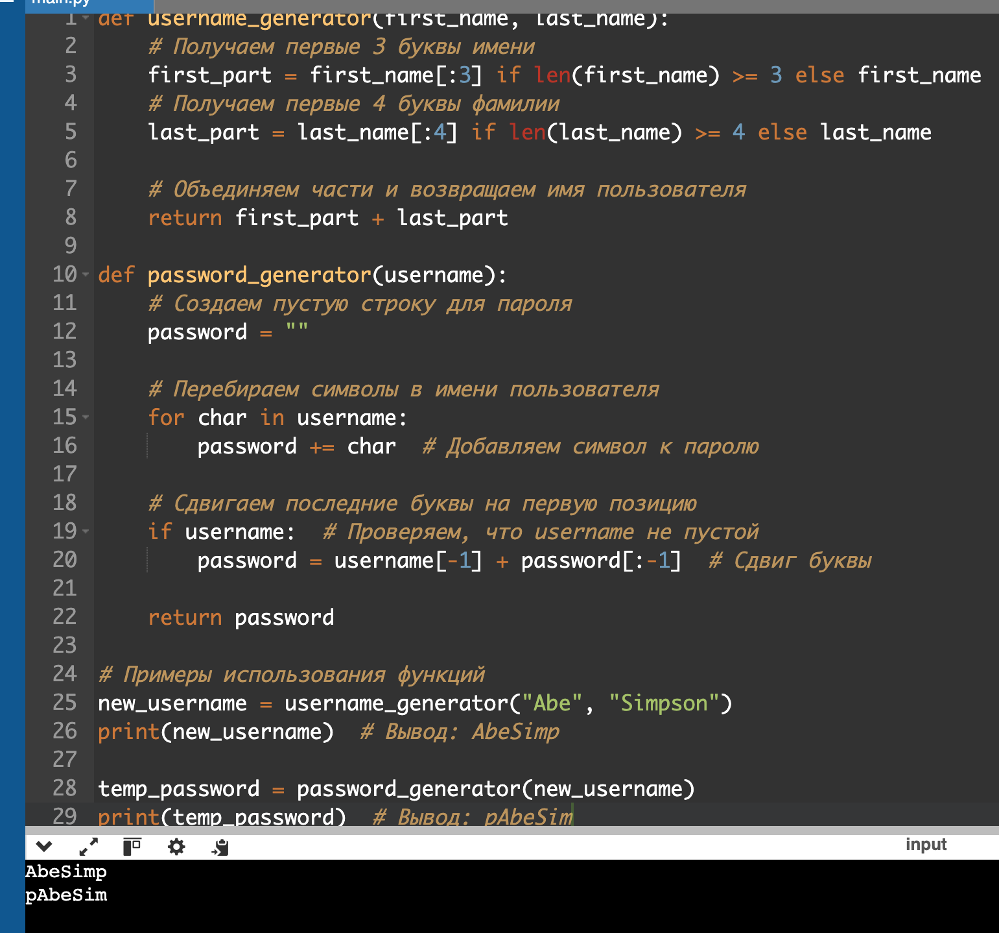 main.py
1 def username_generator(first_name, last_name):
2     # Получаем первые 3 буквы имени
3     first_part = first_name[:3] if len(first_name) >= 3 else first_name
4     # Получаем первые 4 буквы фамилии
5     last_part = last_name[:4] if len(last_name) >= 4 else last_name
6
7     # Объединяем части и возвращаем имя пользователя
8     return first_part + last_part
9
10 def password_generator(username):
11     # Создаем пустую строку для пароля
12     password = ""
13
14     # Перебираем символы в имени пользователя
15     for char in username:
16         password += char  # Добавляем символ к паролю
17
18     # Сдвигаем последние буквы на первую позицию
19     if username:  # Проверяем, что username не пустой
20         password = username[-1] + password[:-1]  # Сдвиг буквы
21
22     return password
23
24 # Примеры использования функций
25 new_username = username_generator("Abe", "Simpson")
26 print(new_username)  # Вывод: AbeSimp
27
28 temp_password = password_generator(new_username)
29 print(temp_password)  # Вывод: pAbeSim
input
AbeSimp
pAbeSim